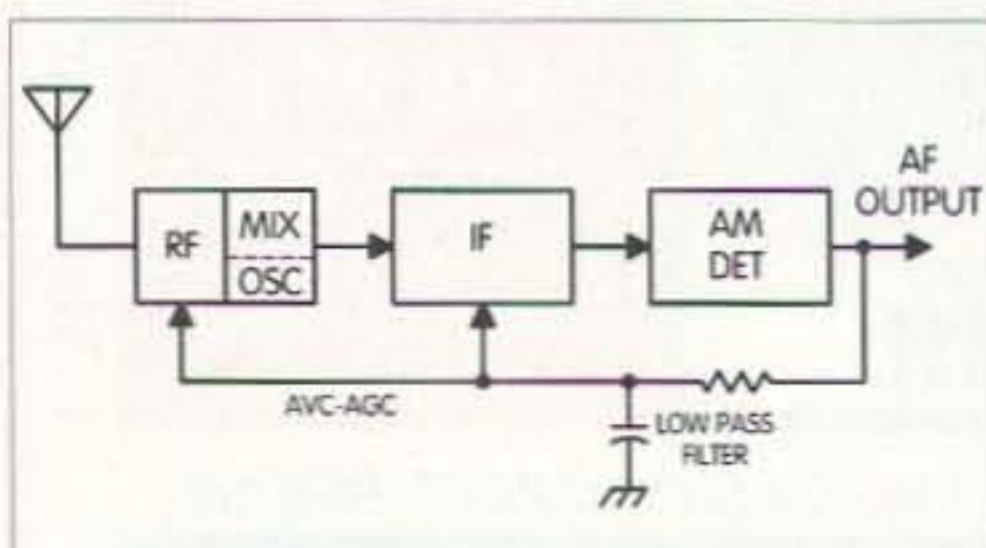 AF
OUTPUT
RF
MIX
OSC
IF
AM
DET
AVC-AGC
LOW PASS
FILTER